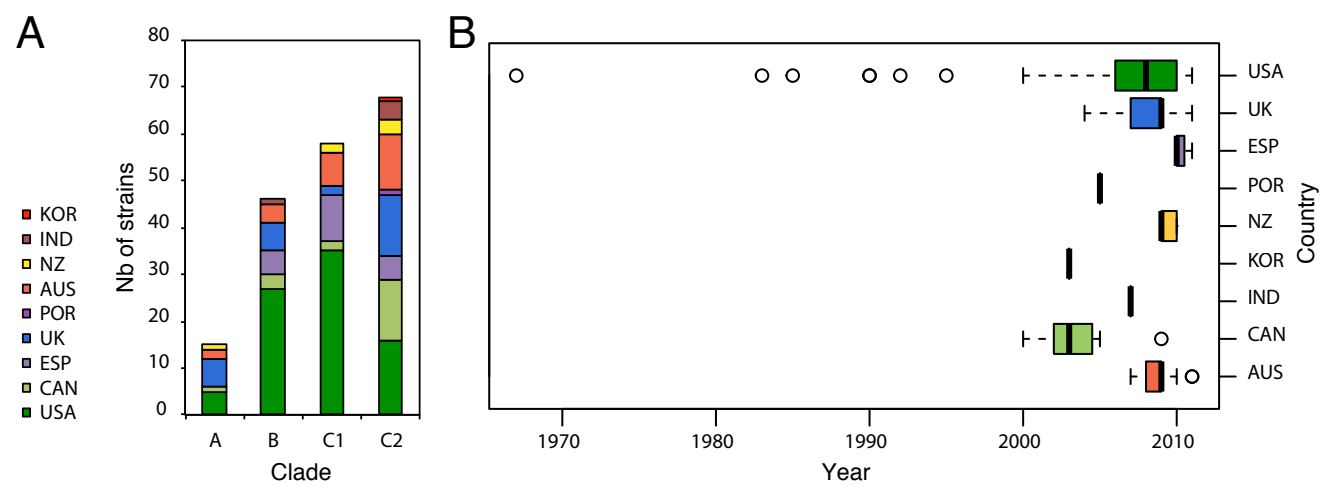 A
80
70
60
50
40
30
20
10
0
Nb of strains
KOR
IND
NZ
AUS
POR
UK
ESP
CAN
USA
A B C1 C2
Clade
B
USA
UK
ESP
POR
NZ
KOR
IND
CAN
AUS
Country
1970 1980 1990 2000 2010
Year